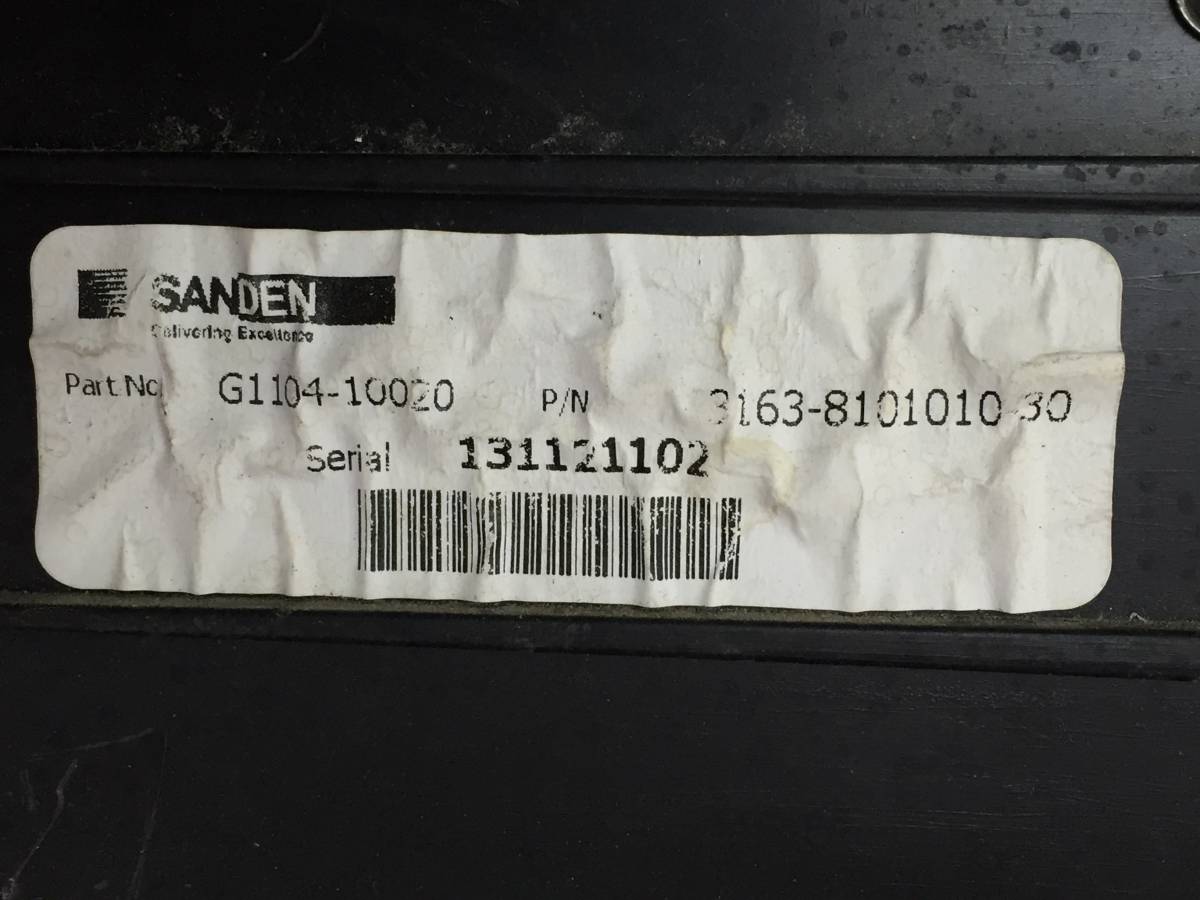 SANDEN
Delivering Excellence
Part No G1104-10020 P/N 3163-8101010-30
Serial 131121102